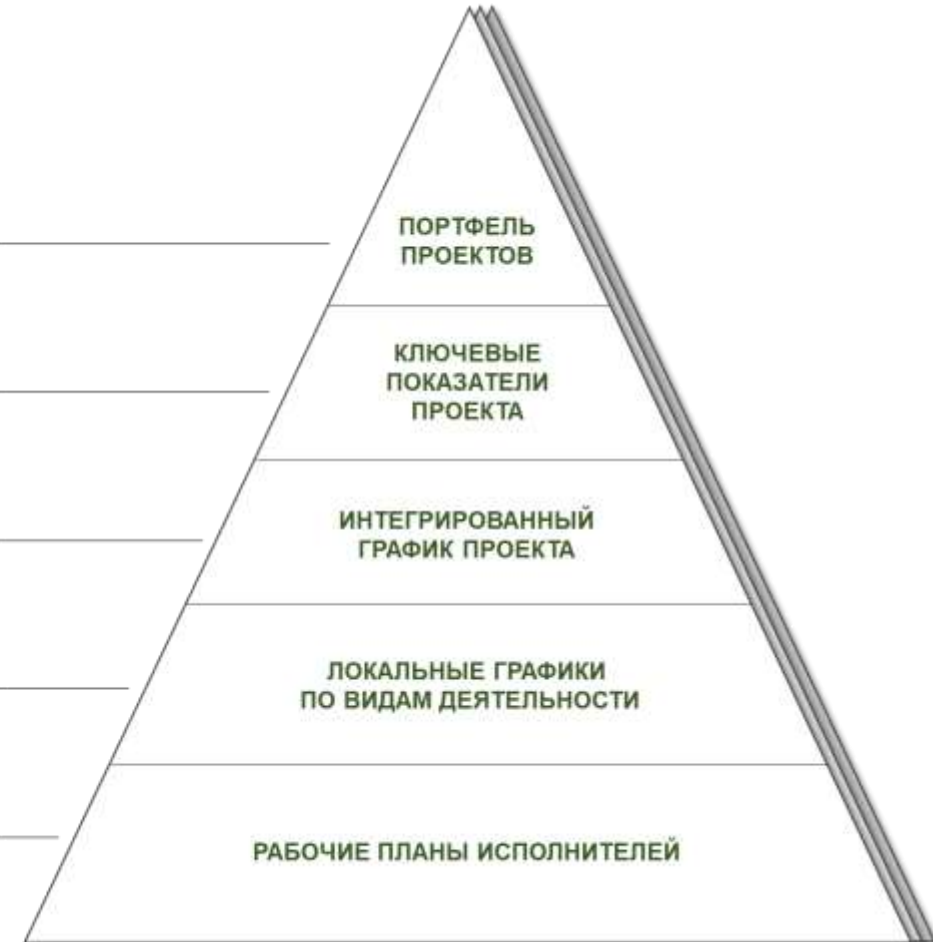 ПОРТФЕЛЬ
ПРОЕКТОВ
КЛЮЧЕВЫЕ
ПОКАЗАТЕЛИ
ПРОЕКТА
ИНТЕГРИРОВАННЫЙ
ГРАФИК ПРОЕКТА
ЛОКАЛЬНЫЕ ГРАФИКИ
ПО ВИДАМ ДЕЯТЕЛЬНОСТИ
РАБОЧИЕ ПЛАНЫ ИСПОЛНИТЕЛЕЙ